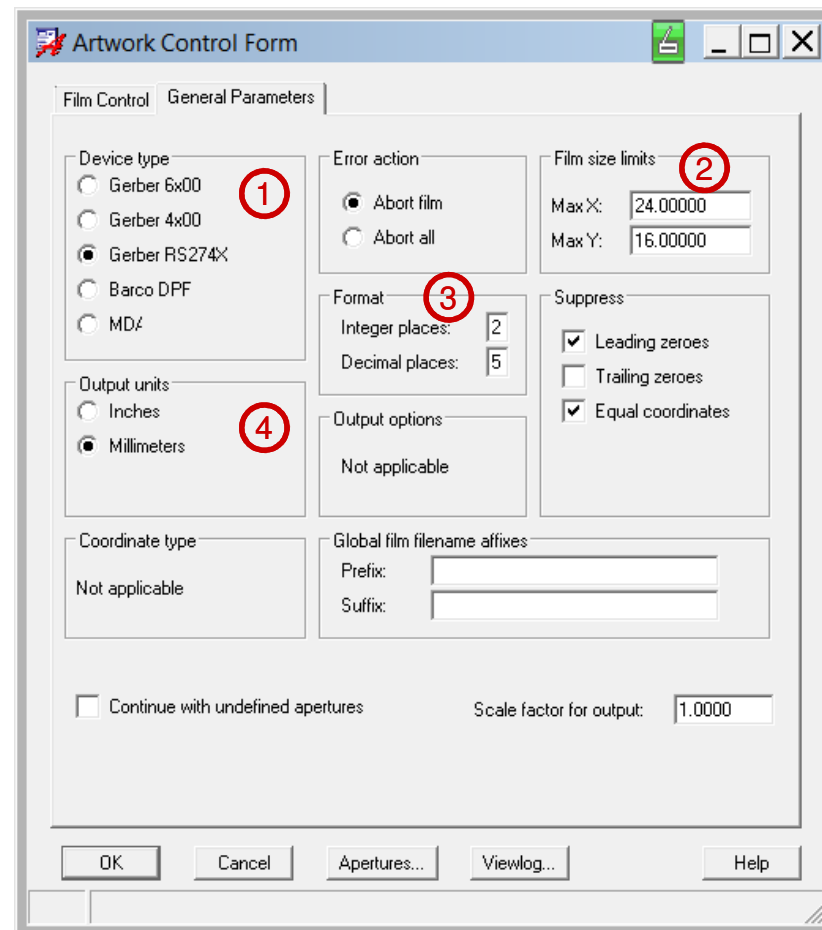 Artwork Control Form
Film Control
General Parameters
Device type
1
Gerber 6x00
Gerber 4x00
Gerber RS274X
Barco DPF
MDA
Error action
Abort film
Abort all
Film size limits
2
Max X: 24.00000
Max Y: 16.00000
Format
3
Integer places: 2
Decimal places: 5
Suppress
Leading zeroes
Trailing zeroes
Equal coordinates
Output units
Inches
4
Millimeters
Output options
Not applicable
Coordinate type
Not applicable
Global film filename affixes
Prefix:
Suffix:
Continue with undefined apertures
Scale factor for output: 1.0000
OK
Cancel
Apertures...
Viewlog...
Help